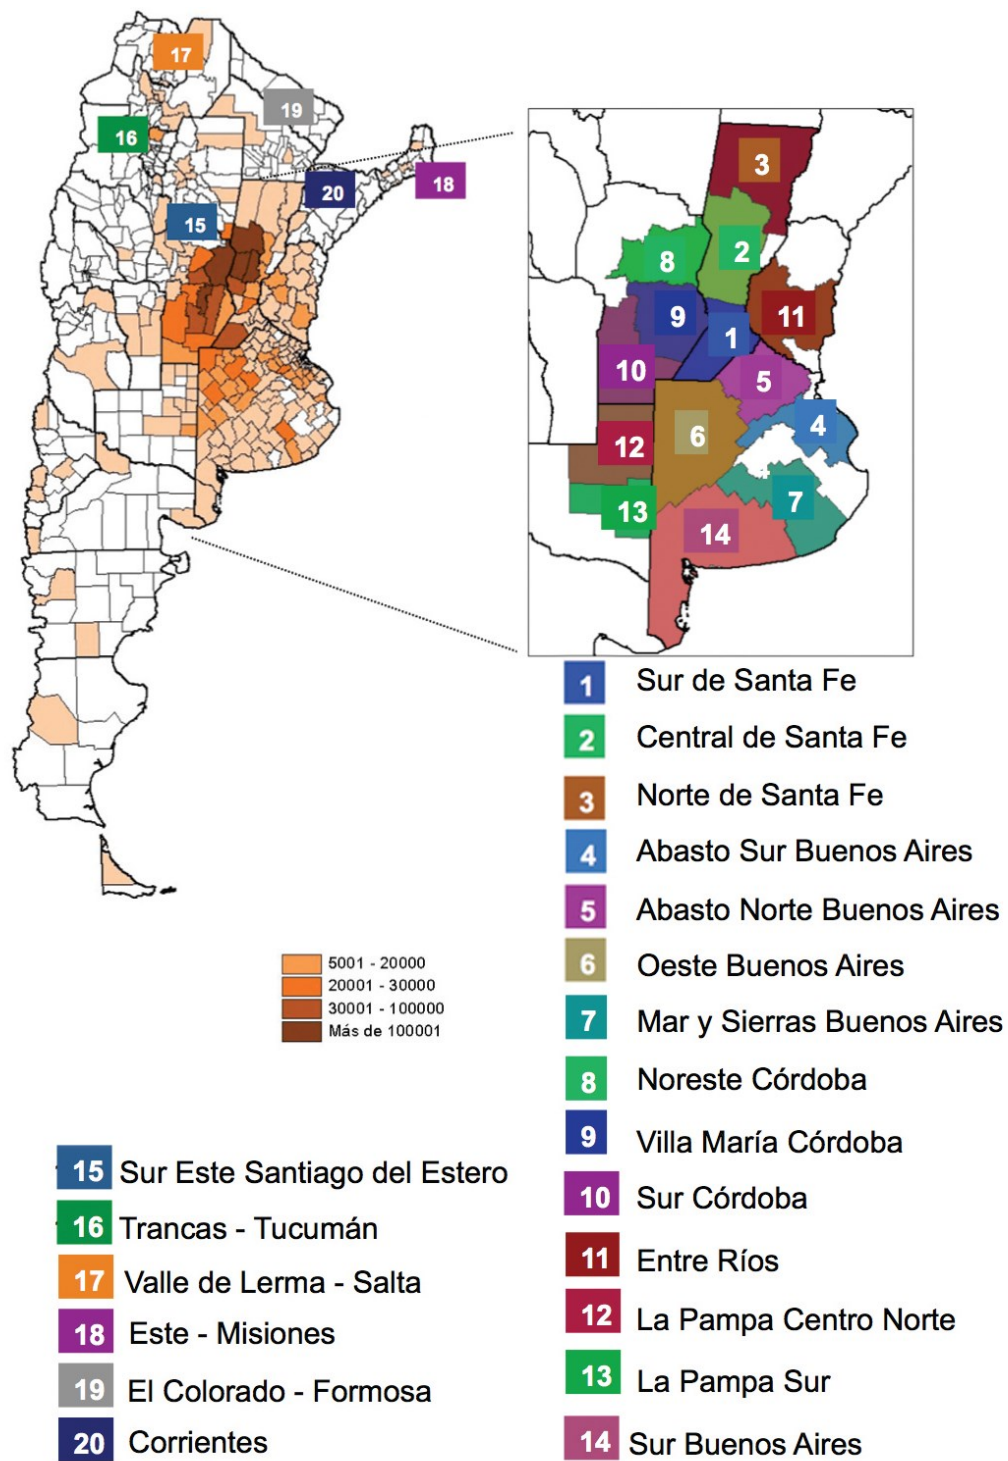 17
19
16
18
20
15
3
2
8
9
1
11
10
5
4
6
12
4
7
13
14
1 Sur de Santa Fe
2 Central de Santa Fe
3 Norte de Santa Fe
4 Abasto Sur Buenos Aires
5 Abasto Norte Buenos Aires
6 Oeste Buenos Aires
7 Mar y Sierras Buenos Aires
8 Noreste Córdoba
9 Villa María Córdoba
10 Sur Córdoba
11 Entre Ríos
12 La Pampa Centro Norte
13 La Pampa Sur
14 Sur Buenos Aires
5001 - 20000
20001 - 30000
30001 - 100000
Más de 100001
15 Sur Este Santiago del Estero
16 Trancas - Tucumán
17 Valle de Lerma - Salta
18 Este - Misiones
19 El Colorado - Formosa
20 Corrientes